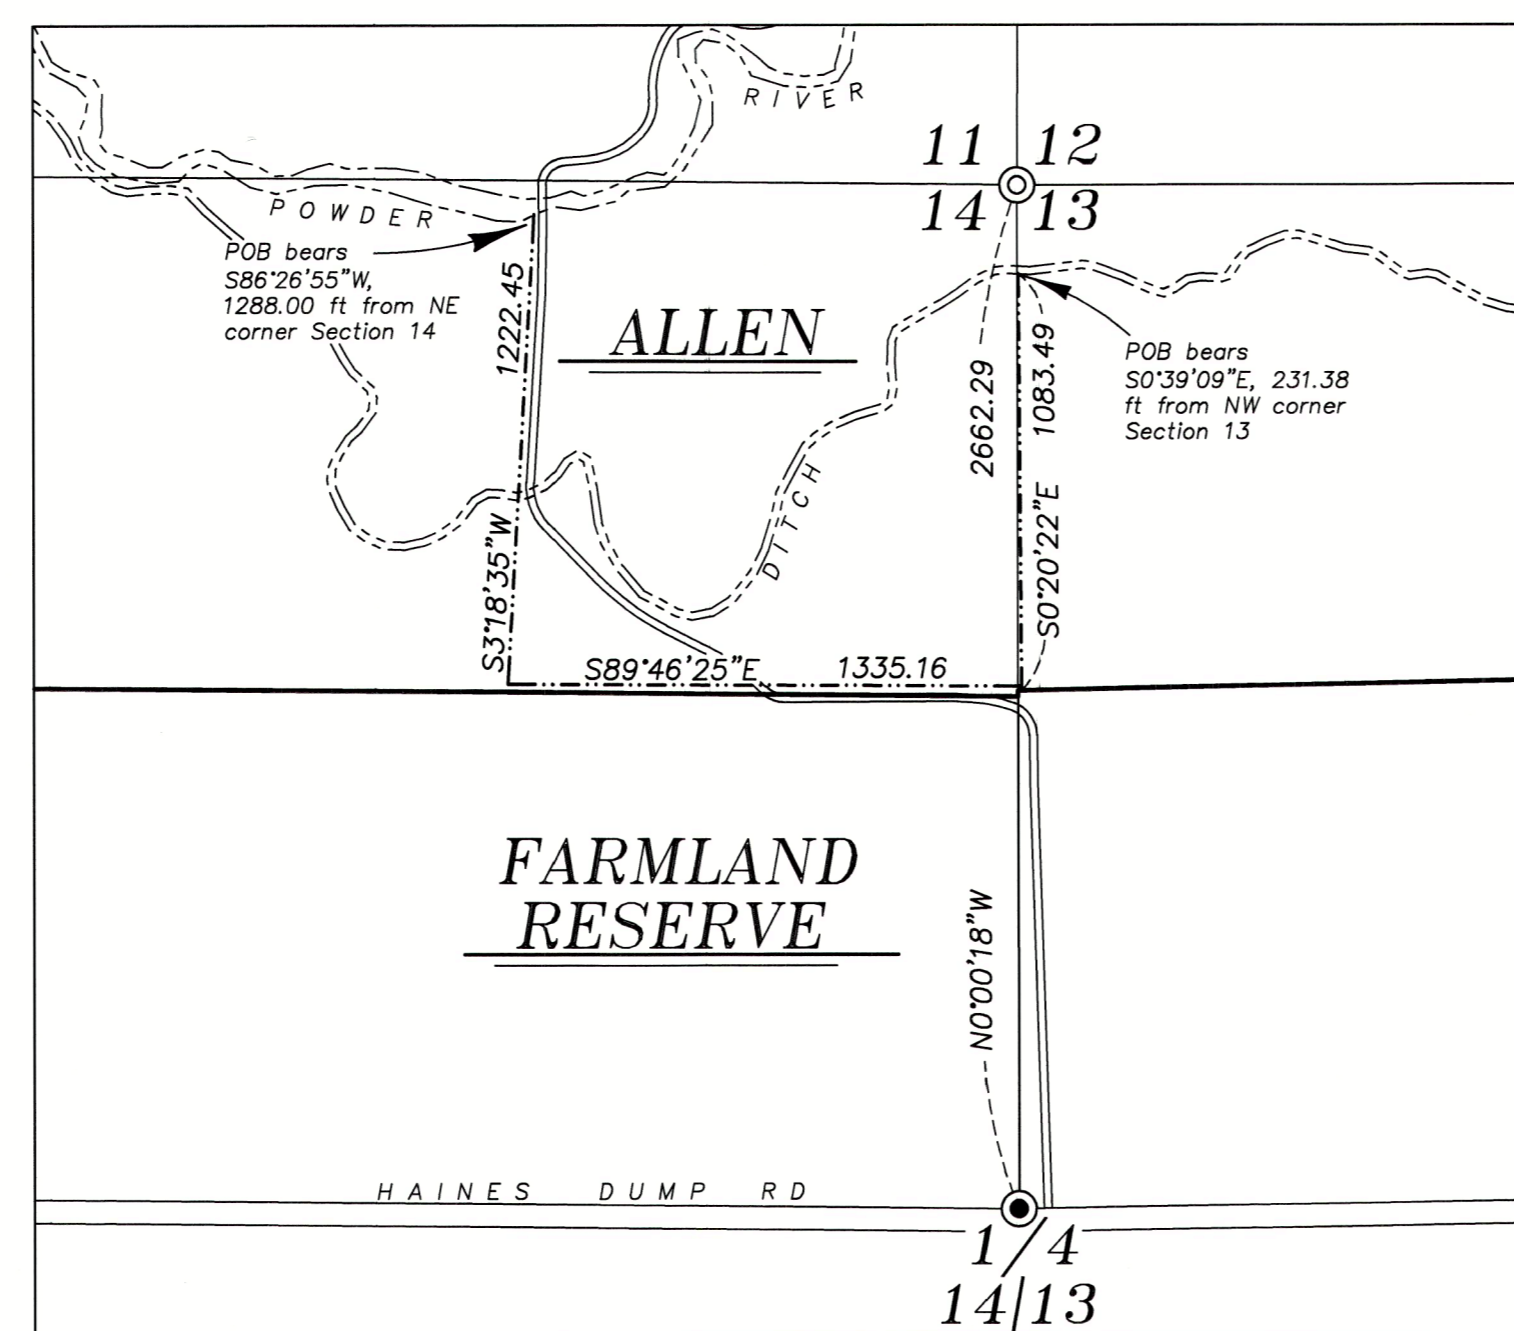 RIVER
11 12
14 13
POWDER
POB bears
S86°26'55"W,
1288.00 ft from NE
corner Section 14
1222.45
ALLEN
2662.29
1083.49
POB bears
S0°39'09"E, 231.38
ft from NW corner
Section 13
DITCH
S3°18'35"W
S0°20'22"E
S89°46'25"E 1335.16
FARMLAND
RESERVE
N0°00'18"W
HAINES DUMP RD
1/4
14|13